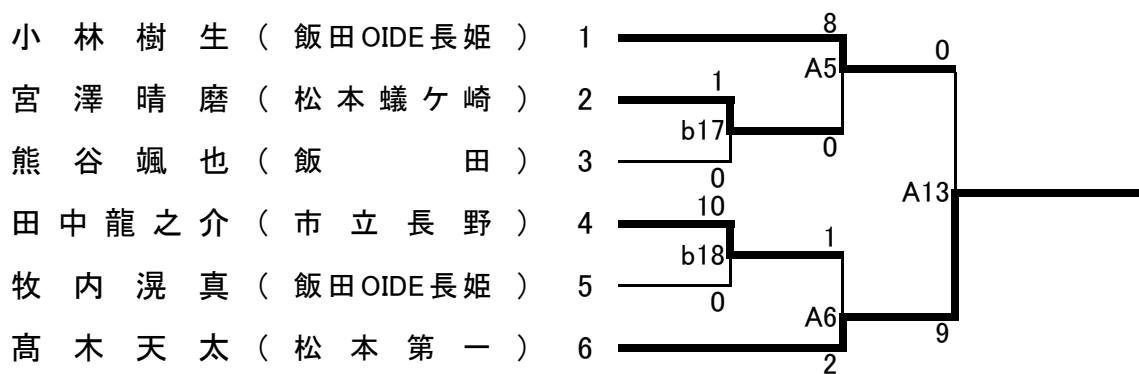 小林樹生（飯田OIDE長姫） 1 8
A5 0
宮澤晴磨（松本蟻ケ崎） 2 1
b17
0
熊谷颯也（飯田） 3 0
A13
田中龍之介（市立長野） 4 10
b18 1
牧内滉真（飯田OIDE長姫） 5 0
A6 9
髙木天太（松本第一） 6 2